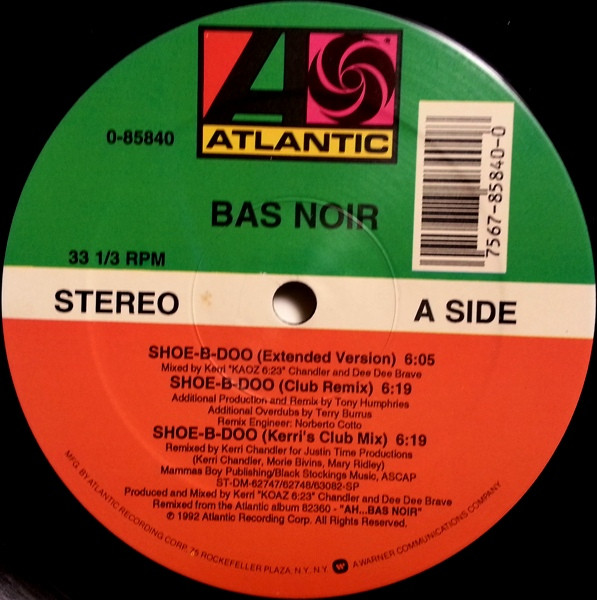 ATLANTIC
0-85840
7567-85840-0
BAS NOIR
33 1/3 RPM
STEREO
A SIDE
SHOE-B-DOO (Extended Version) 6:05
Mixed by Kerri "KAOZ 6:23" Chandler and Dee Dee Brave
SHOE-B-DOO (Club Remix) 6:19
Additional Production and Remix by Tony Humphries
Additional Overdubs by Terry Burrus
Remix Engineer: Norberto Cotto
SHOE-B-DOO (Kerri's Club Mix) 6:19
Remixed by Kerri Chandler for Justin Time Productions
(Kerri Chandler, Morie Bivins, Mary Ridley)
Mammas Boy Publishing/Black Stockings Music, ASCAP
ST-DM-62747/62748/63082-SP
Produced and Mixed by Kerri "KOAZ 6:23" Chandler and Dee Dee Brave
Remixed from the Atlantic album 82360 - "AH...BAS NOIR"
℗ 1992 Atlantic Recording Corp. All Rights Reserved.
MFG. BY ATLANTIC RECORDING CORP., 75 ROCKEFELLER PLAZA, N.Y., N.Y. A WARNER COMMUNICATIONS COMPANY